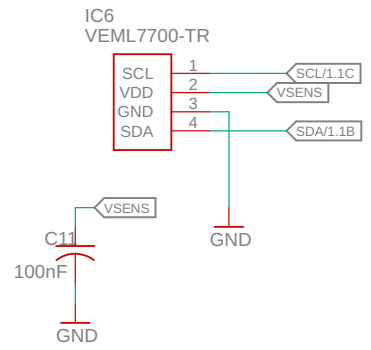 IC6
VEML7700-TR
SCL 1 SCL/1.1C
VDD 2 VSENS
GND 3
SDA 4 SDA/1.1B
GND
VSENS
C11
100nF
GND